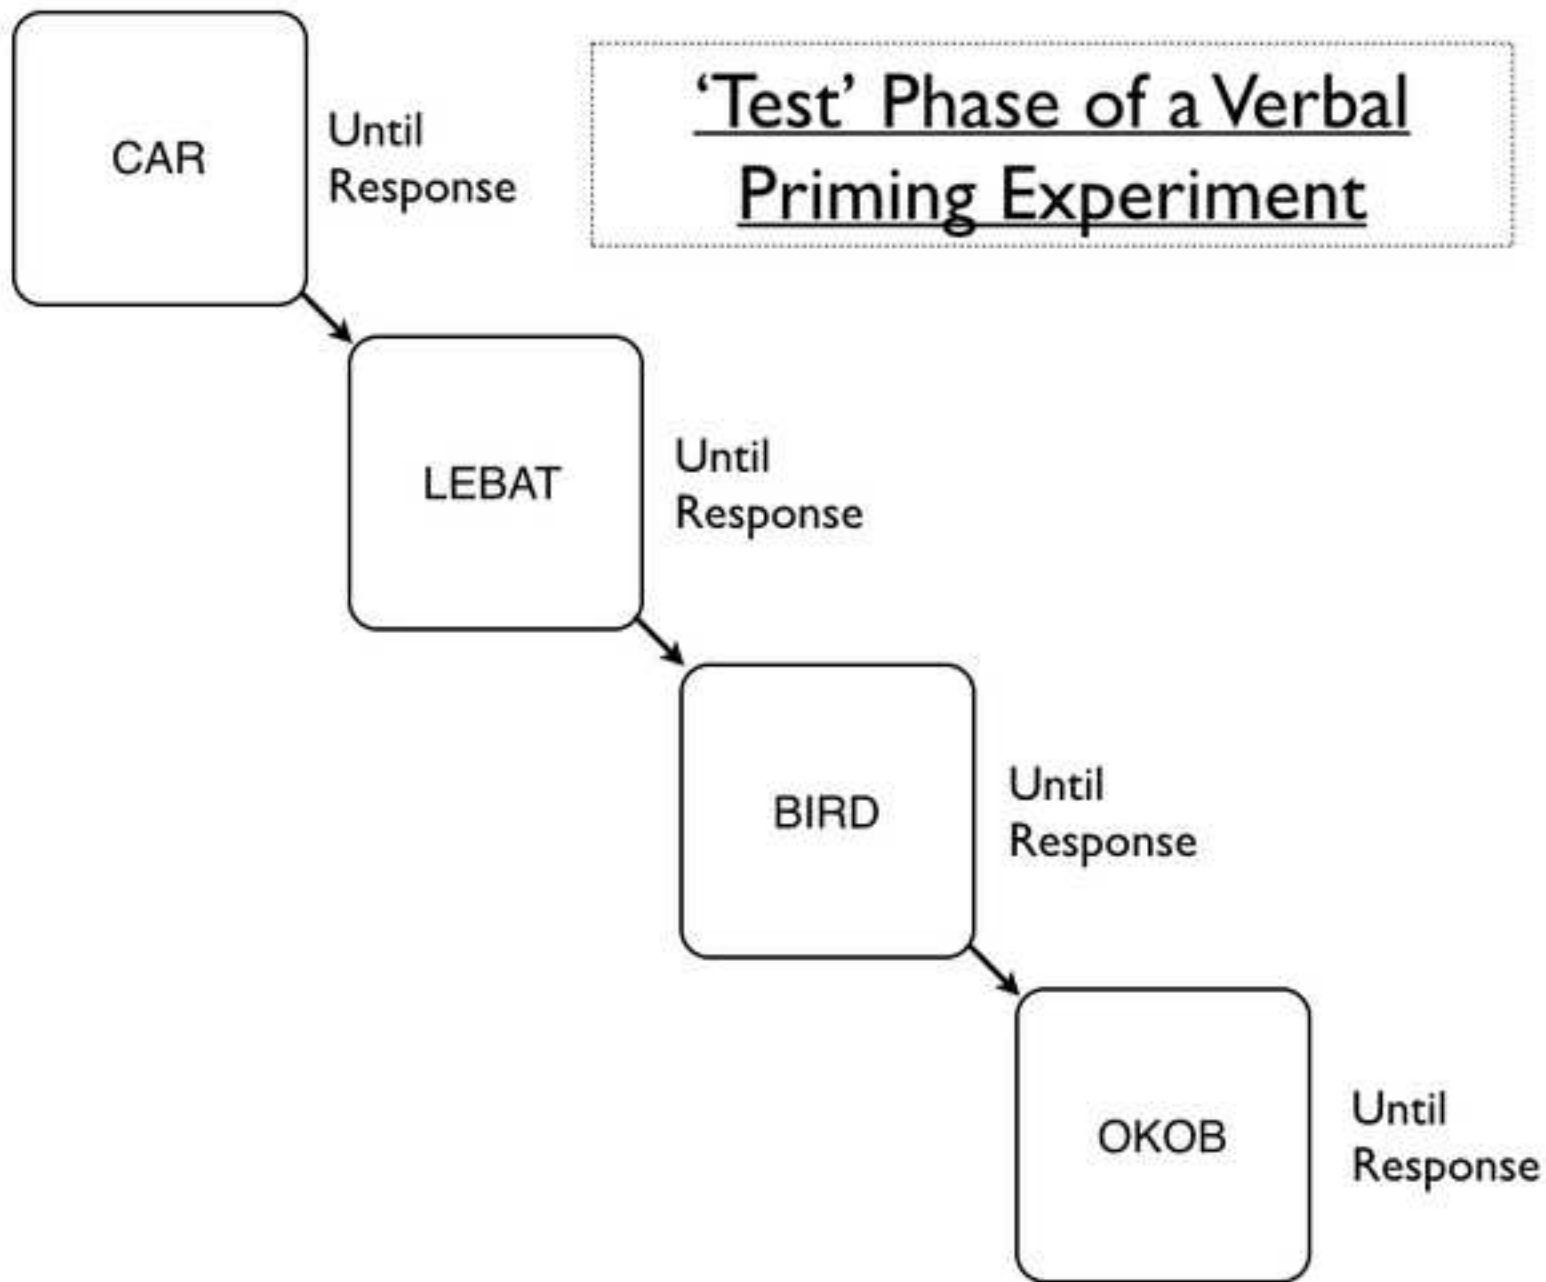 'Test' Phase of a Verbal
Priming Experiment
CAR
Until
Response
LEBAT
Until
Response
BIRD
Until
Response
OKOB
Until
Response